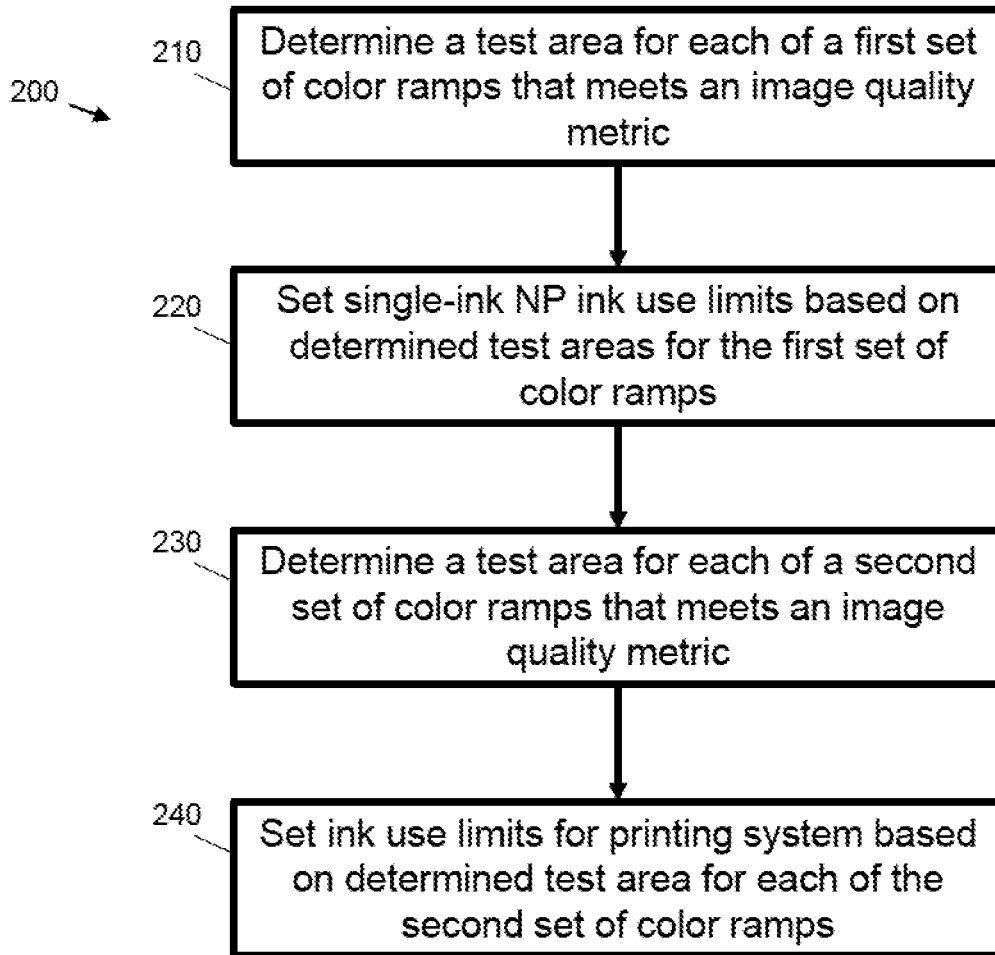 200
210
Determine a test area for each of a first set
of color ramps that meets an image quality
metric
220
Set single-ink NP ink use limits based on
determined test areas for the first set of
color ramps
230
Determine a test area for each of a second
set of color ramps that meets an image
quality metric
240
Set ink use limits for printing system based
on determined test area for each of the
second set of color ramps